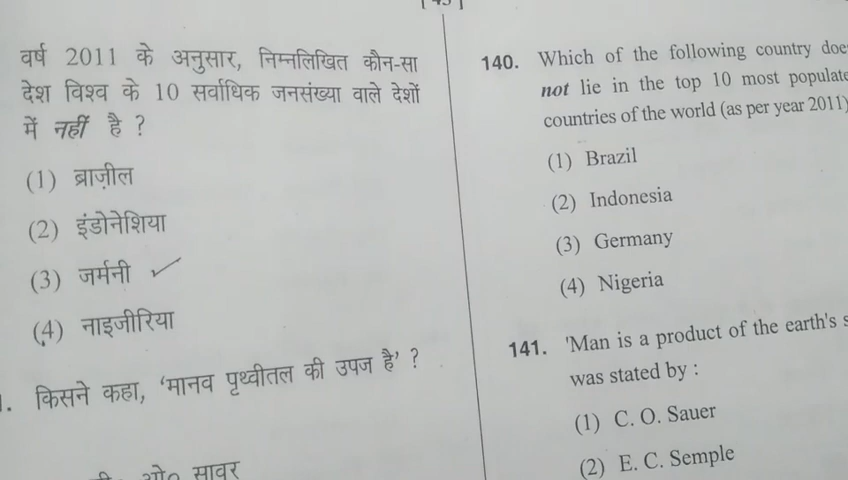 वर्ष 2011 के अनुसार, निम्नलिखित कौन-सा
देश विश्व के 10 सर्वाधिक जनसंख्या वाले देशों
में नहीं है ?
(1) ब्राज़ील
(2) इंडोनेशिया
(3) जर्मनी
(4) नाइजीरिया
किसने कहा, ‘मानव पृथ्वीतल की उपज है’ ?
ओ० सावर
140. Which of the following country doe
not lie in the top 10 most populate
countries of the world (as per year 2011)
(1) Brazil
(2) Indonesia
(3) Germany
(4) Nigeria
141. 'Man is a product of the earth's s
was stated by :
(1) C. O. Sauer
(2) E. C. Semple